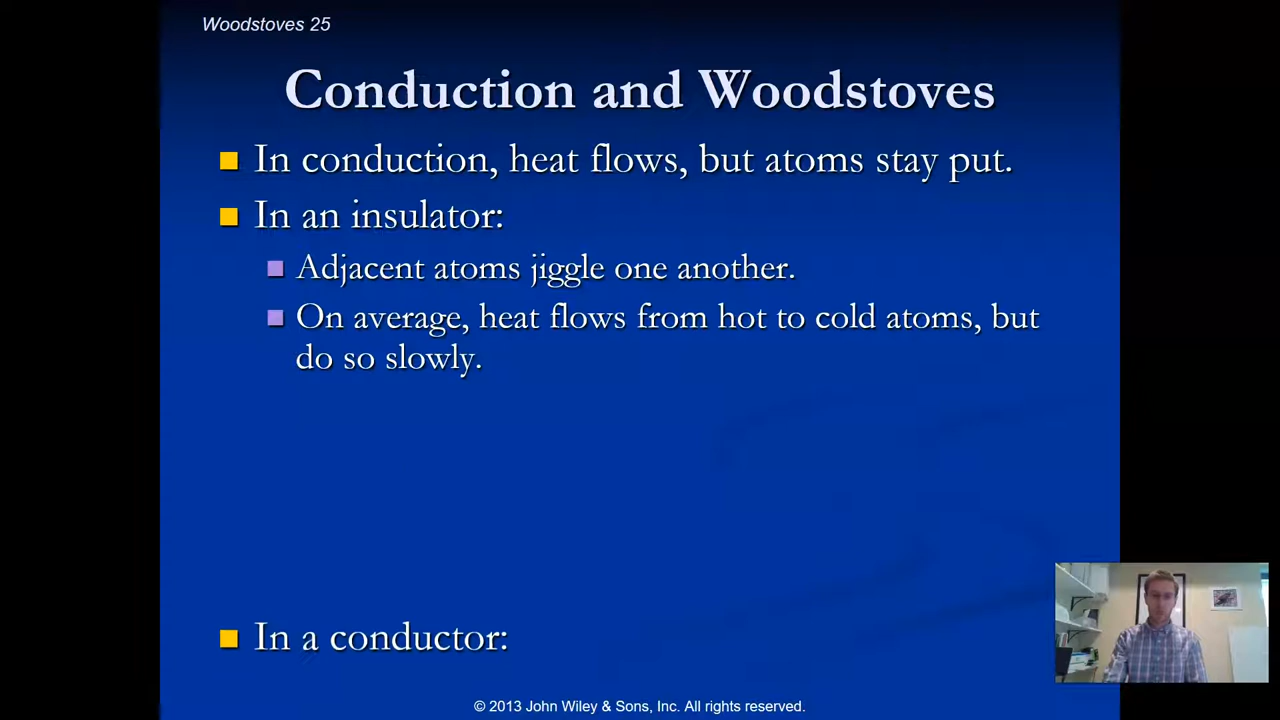 Woodstoves 25
Conduction and Woodstoves
In conduction, heat flows, but atoms stay put.
In an insulator:
Adjacent atoms jiggle one another.
On average, heat flows from hot to cold atoms, but
do so slowly.
In a conductor:
© 2013 John Wiley & Sons, Inc. All rights reserved.